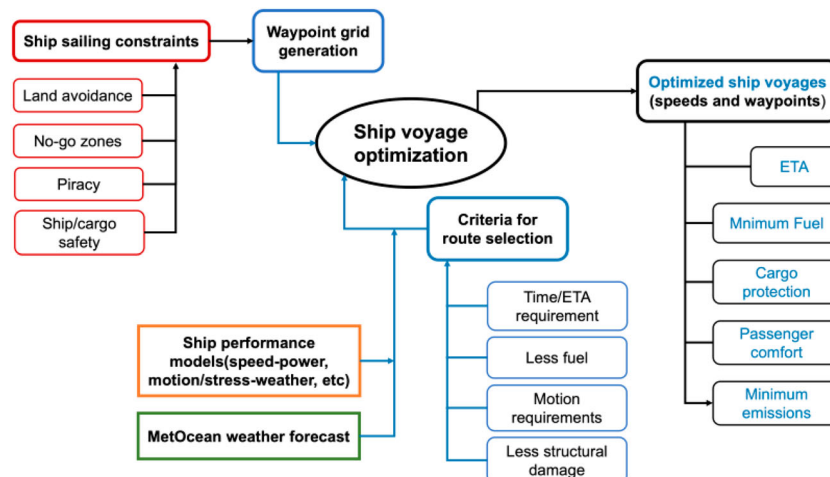 Ship sailing constraints
Land avoidance
No-go zones
Piracy
Ship/cargo
safety
Waypoint grid
generation
Ship voyage
optimization
Criteria for
route selection
Time/ETA
requirement
Less fuel
Motion
requirements
Less structural
damage
Ship performance
models(speed-power,
motion/stress-weather, etc)
MetOcean weather forecast
Optimized ship voyages
(speeds and waypoints)
ETA
Mnimum Fuel
Cargo
protection
Passenger
comfort
Minimum
emissions